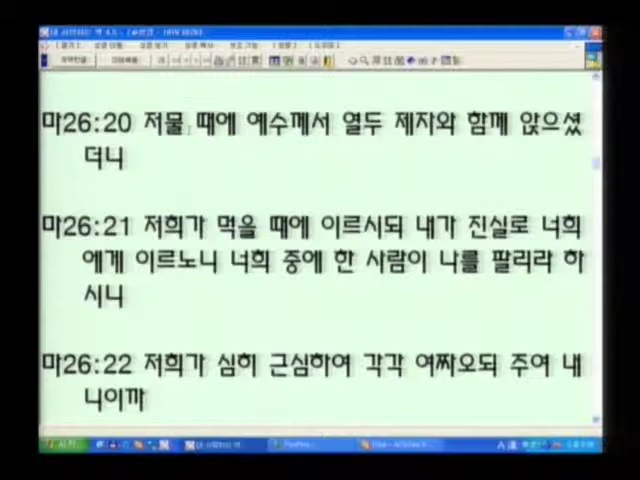 마26:20 저물 때에 예수께서 열두 제자와 함께 앉으셨
더니
마26:21 저희가 먹을 때에 이르시되 내가 진실로 너희
에게 이르노니 너희 중에 한 사람이 나를 팔리라 하
시니
마26:22 저희가 심히 근심하여 각각 여짜오되 주여 내
니이까